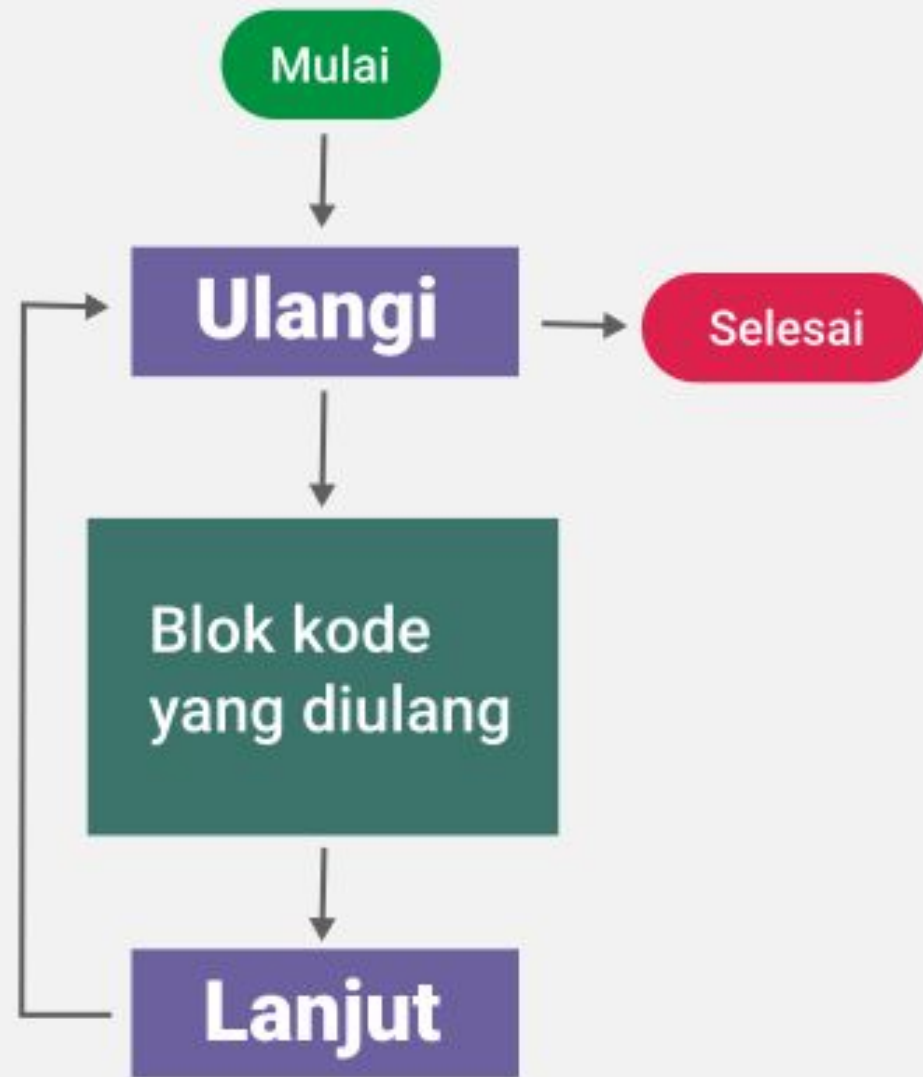 Mulai
Ulangi
Selesai
Blok kode
yang diulang
Lanjut